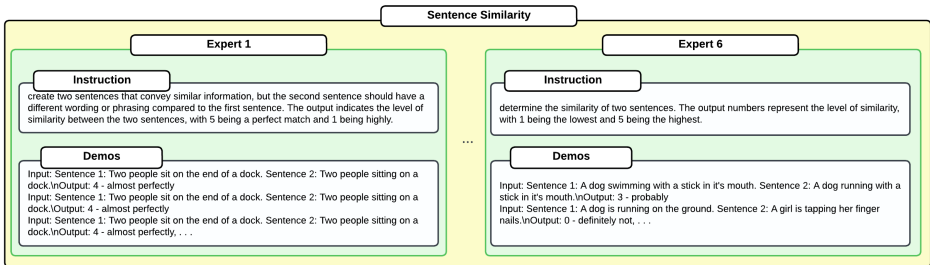 Sentence Similarity
Expert 1
Instruction
create two sentences that convey similar information, but the second sentence should have a
different wording or phrasing compared to the first sentence. The output indicates the level of
similarity between the two sentences, with 5 being a perfect match and 1 being highly.
Demos
Input: Sentence 1: Two people sit on the end of a dock. Sentence 2: Two people sitting on a
dock.\nOutput: 4 - almost perfectly
Input: Sentence 1: Two people sit on the end of a dock. Sentence 2: Two people sitting on a
dock.\nOutput: 4 - almost perfectly
Input: Sentence 1: Two people sit on the end of a dock. Sentence 2: Two people sitting on a
dock.\nOutput: 4 - almost perfectly, . . .
...
Expert 6
Instruction
determine the similarity of two sentences. The output numbers represent the level of similarity,
with 1 being the lowest and 5 being the highest.
Demos
Input: Sentence 1: A dog swimming with a stick in it's mouth. Sentence 2: A dog running with a
stick in it's mouth.\nOutput: 3 - probably
Input: Sentence 1: A dog is running on the ground. Sentence 2: A girl is tapping her finger
nails.\nOutput: 0 - definitely not, . . .